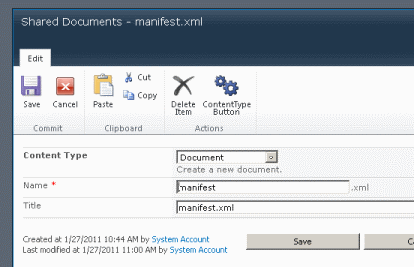 Shared Documents - manifest.xml
Edit
Save Cancel Paste Cut Copy Delete Item ContentType Button
Commit Clipboard Actions
Content Type Document
Create a new document.
Name * manifest .xml
Title manifest.xml
Created at 1/27/2011 10:44 AM by System Account
Last modified at 1/27/2011 11:00 AM by System Account
Save